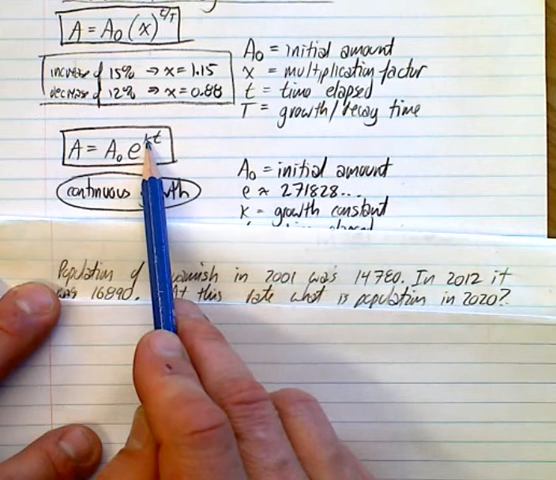 A = A₀ (x)^t/T
increase of 15% ⇒ x = 1.15
decrease of 12% ⇒ x = 0.88
A₀ = initial amount
x = multiplication factor
t = time elapsed
T = growth/decay time
A = A₀ e^kt
continuous
A₀ = initial amount
e ≈ 271828...
k = growth constant
Population of in 2001 was 14780. In 2012 it
was 16890. At this rate what is population in 2020?